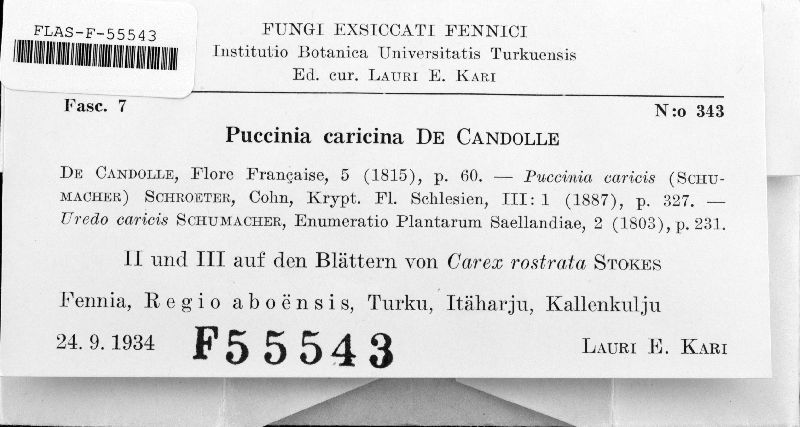 FLAS-F-55543
FUNGI EXSICCATI FENNICI
Institutio Botanica Universitatis Turkuensis
Ed. cur. LAURI E. KARI
Fasc. 7 N:o 343
Puccinia caricina DE CANDOLLE
DE CANDOLLE, Flore Française, 5 (1815), p. 60. — Puccinia caricis (SCHU-
MACHER) SCHROETER, Cohn, Krypt. Fl. Schlesien, III: 1 (1887), p. 327. —
Uredo caricis SCHUMACHER, Enumeratio Plantarum Saellandiae, 2 (1803), p. 231.
II und III auf den Blättern von Carex rostrata STOKES
Fennia, Regio aboënsis, Turku, Itäharju, Kallenkulju
24. 9. 1934 F55543 LAURI E. KARI